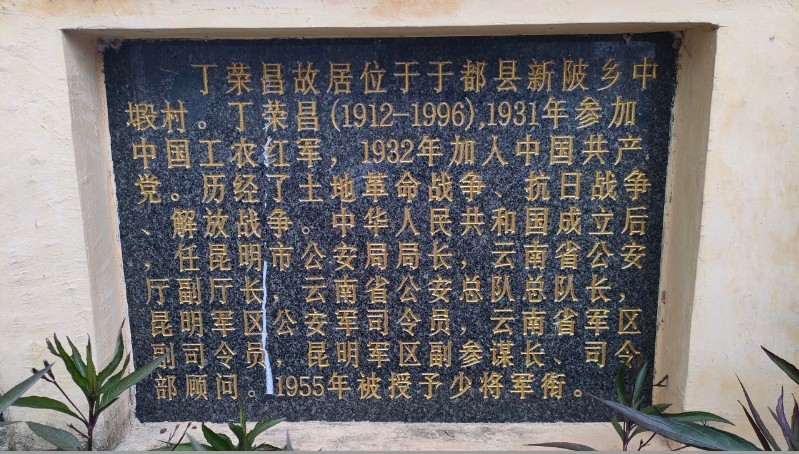 丁荣昌故居位于于都县新陂乡中
塅村。丁荣昌(1912-1996),1931年参加
中国工农红军，1932年加入中国共产
党。历经了土地革命战争、抗日战争
、解放战争。中华人民共和国成立后
，任昆明市公安局局长，云南省公安
厅副厅长，云南省公安总队总队长，
昆明军区公安军司令员，云南省军区
副司令员，昆明军区副参谋长、司令
部顾问。1955年被授予少将军衔。